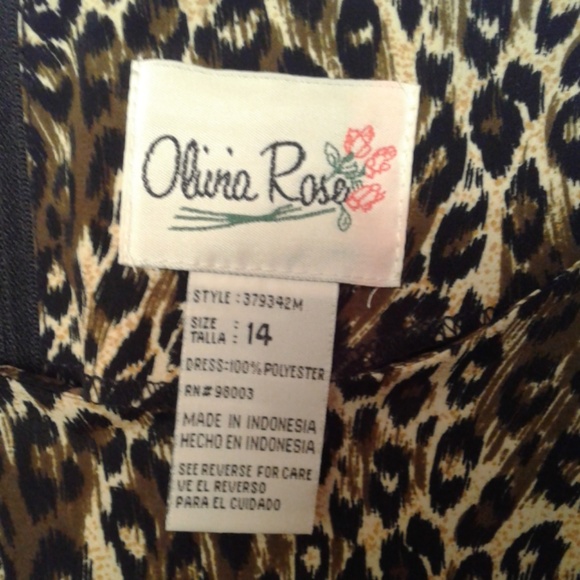 Olivia Rose
STYLE : 379342M
SIZE :
TALLA : 14
DRESS:100% POLYESTER
RN# 98003
MADE IN INDONESIA
HECHO EN INDONESIA
SEE REVERSE FOR CARE
VE EL REVERSO
PARA EL CUIDADO